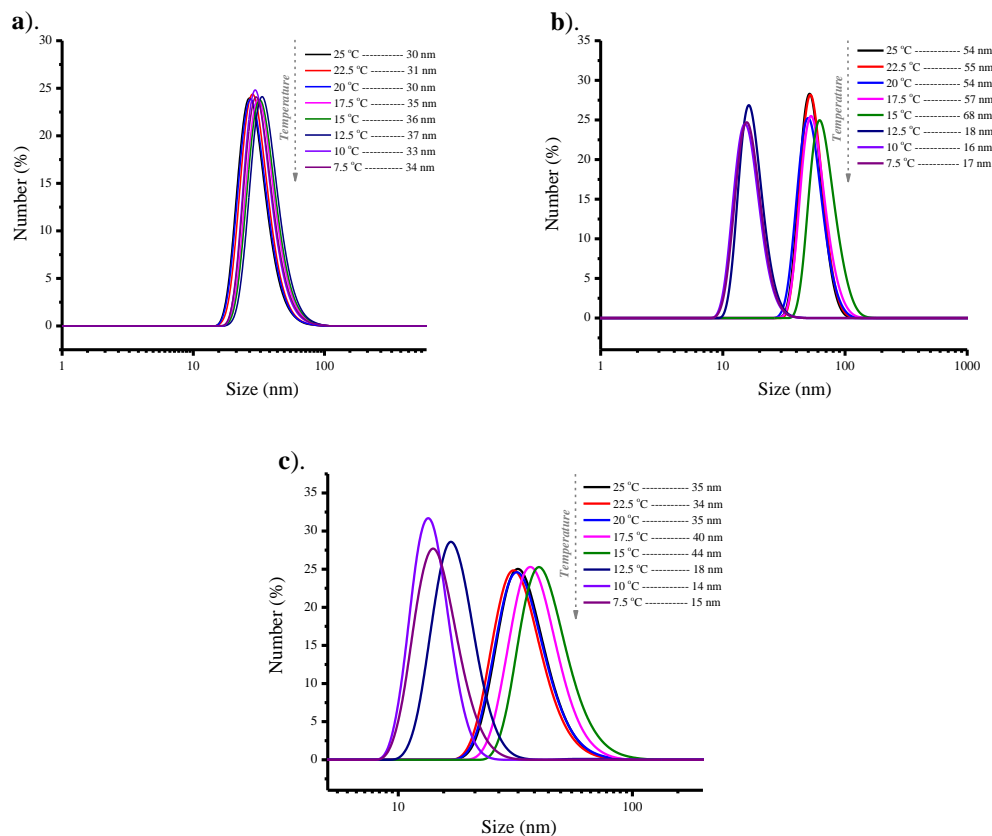 a).
30
25
20
15
10
5
0
Number (%)
1
10
100
Size (nm)
Temperature
25 °C ---------- 30 nm
22.5 °C --------- 31 nm
20 °C ---------- 30 nm
17.5 °C --------- 35 nm
15 °C ---------- 36 nm
12.5 °C --------- 37 nm
10 °C ---------- 33 nm
7.5 °C ---------- 34 nm
b).
35
30
25
20
15
10
5
0
Number (%)
1
10
100
1000
Size (nm)
Temperature
25 °C ----------- 54 nm
22.5 °C ---------- 55 nm
20 °C ----------- 54 nm
17.5 °C ---------- 57 nm
15 °C ----------- 68 nm
12.5 °C ---------- 18 nm
10 °C ----------- 16 nm
7.5 °C ----------- 17 nm
c).
35
30
25
20
15
10
5
0
Number (%)
10
100
Size (nm)
Temperature
25 °C ------------ 35 nm
22.5 °C ----------- 34 nm
20 °C ------------ 35 nm
17.5 °C ----------- 40 nm
15 °C ------------ 44 nm
12.5 °C ----------- 18 nm
10 °C ------------ 14 nm
7.5 °C ------------ 15 nm